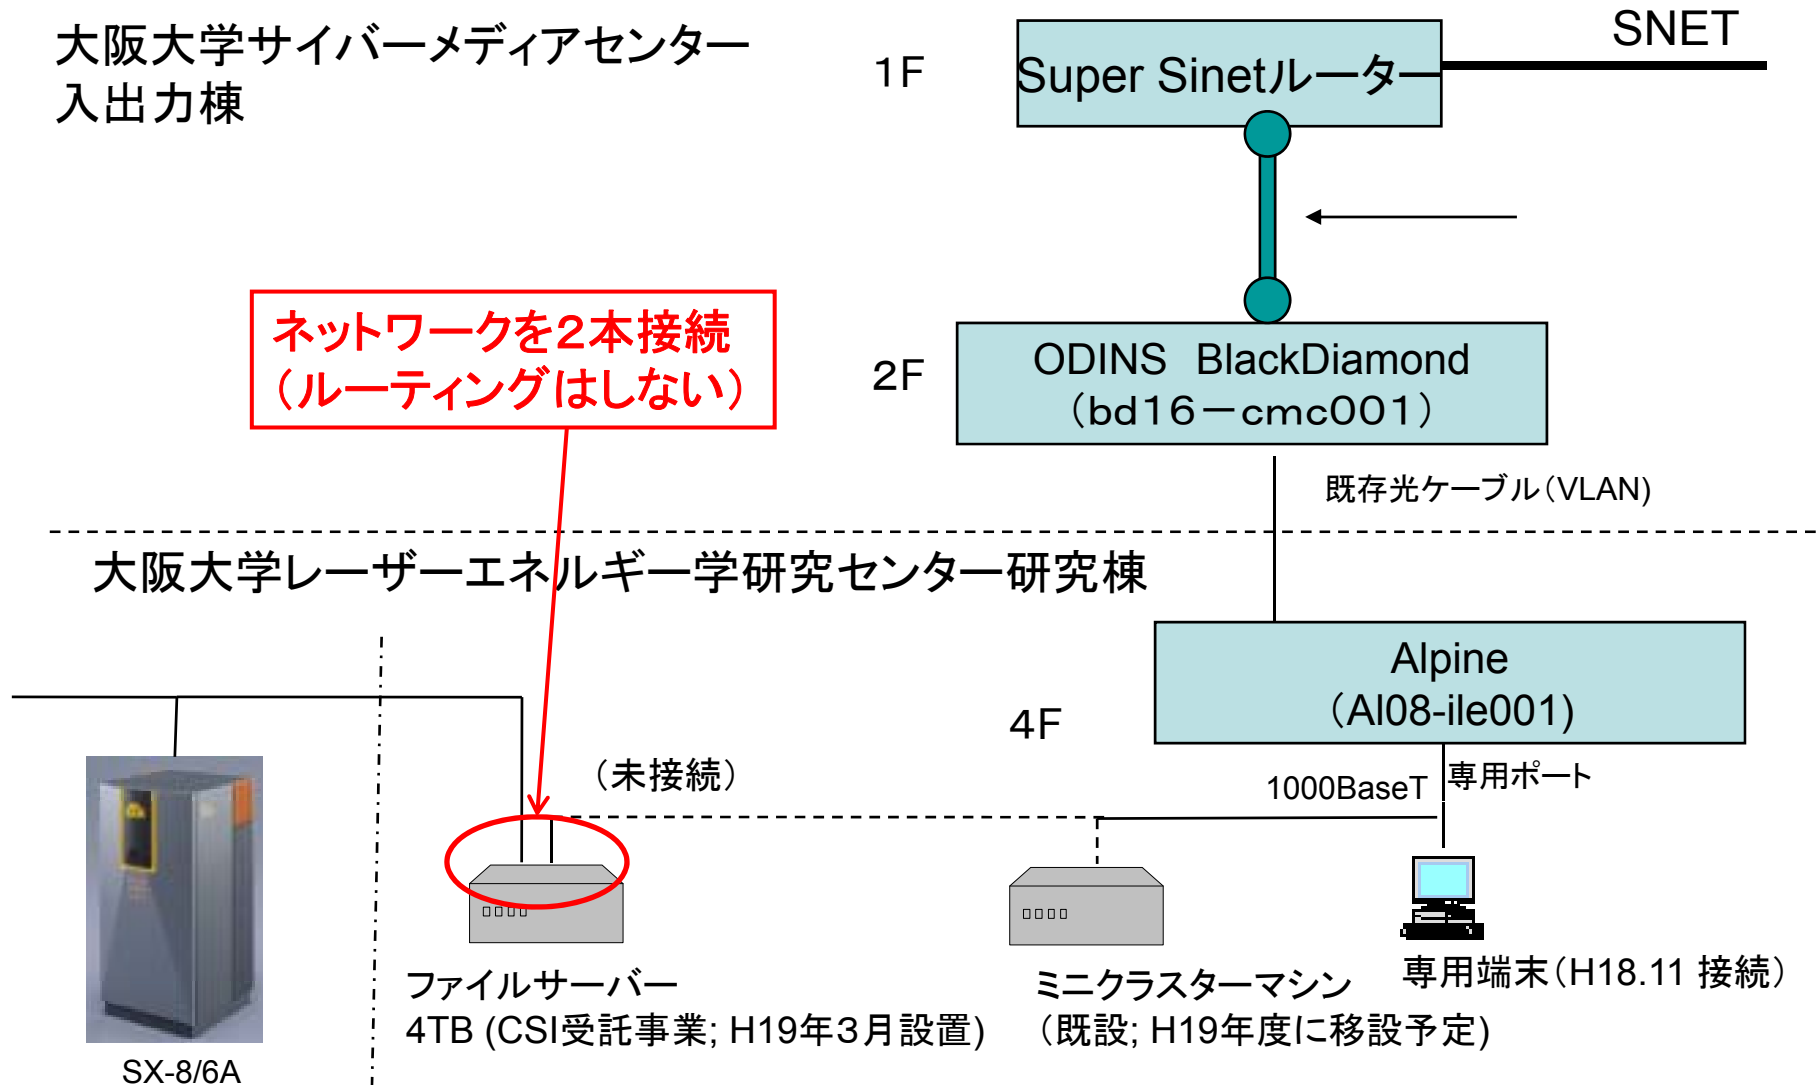 大阪大学サイバーメディアセンター
入出力棟
1F
Super Sinetルーター
SNET
ネットワークを２本接続
（ルーティングはしない）
２F
ODINS　BlackDiamond
（bd１６－cmc００１）
既存光ケーブル（VLAN)
大阪大学レーザーエネルギー学研究センター研究棟
４F
Alpine
（Al08-ile001)
（未接続）
1000BaseT
専用ポート
ファイルサーバー
4TB (CSI受託事業; H19年３月設置)
ミニクラスターマシン
（既設; H19年度に移設予定)
専用端末（H18.11 接続）
SX-8/6A